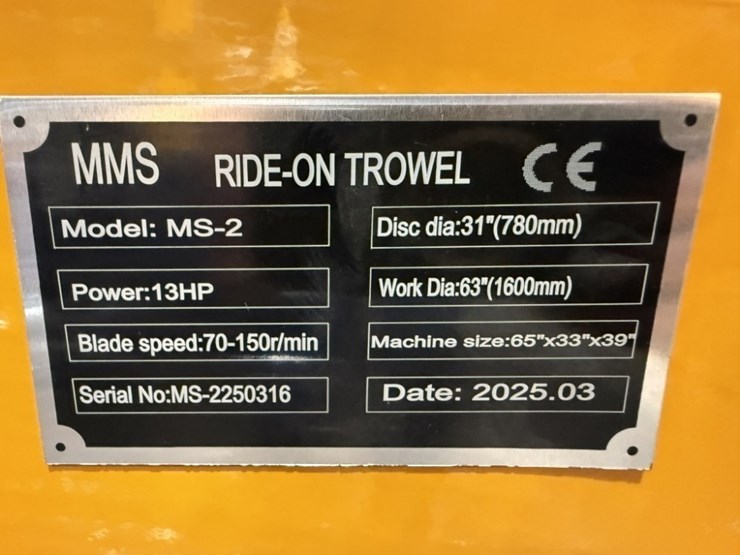 MMS RIDE-ON TROWEL CE
Model: MS-2
Disc dia:31"(780mm)
Power:13HP
Work Dia:63"(1600mm)
Blade speed:70-150r/min
Machine size:65"x33"x39"
Serial No:MS-2250316
Date: 2025.03